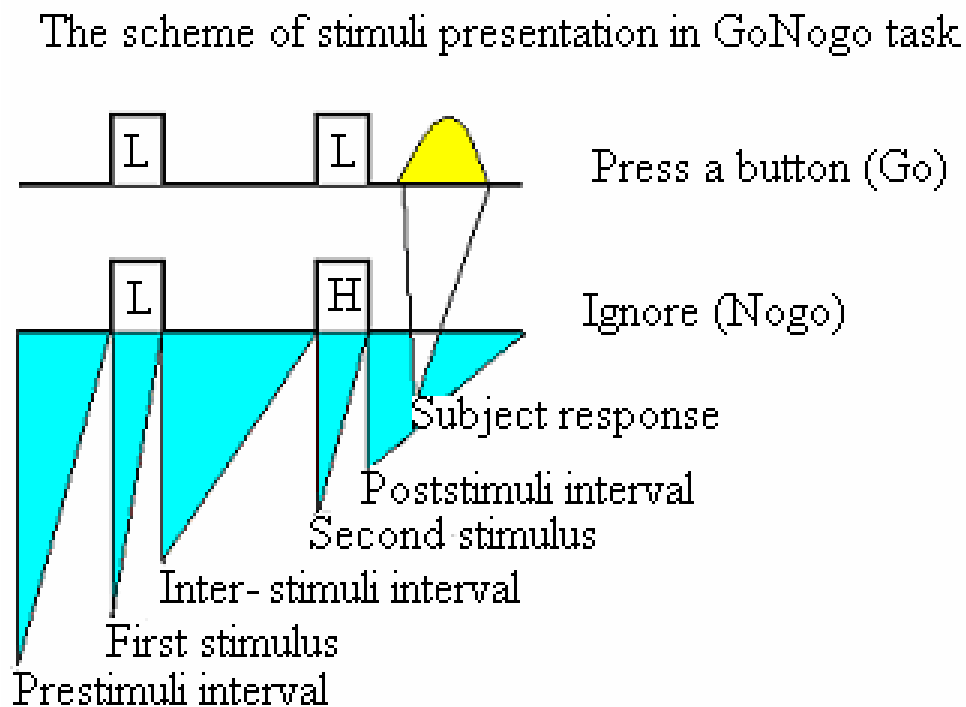 The scheme of stimuli presentation in GoNogo task
L L
Press a button (Go)
L H
Ignore (Nogo)
Subject response
Poststimuli interval
Second stimulus
Inter- stimuli interval
First stimulus
Prestimuli interval